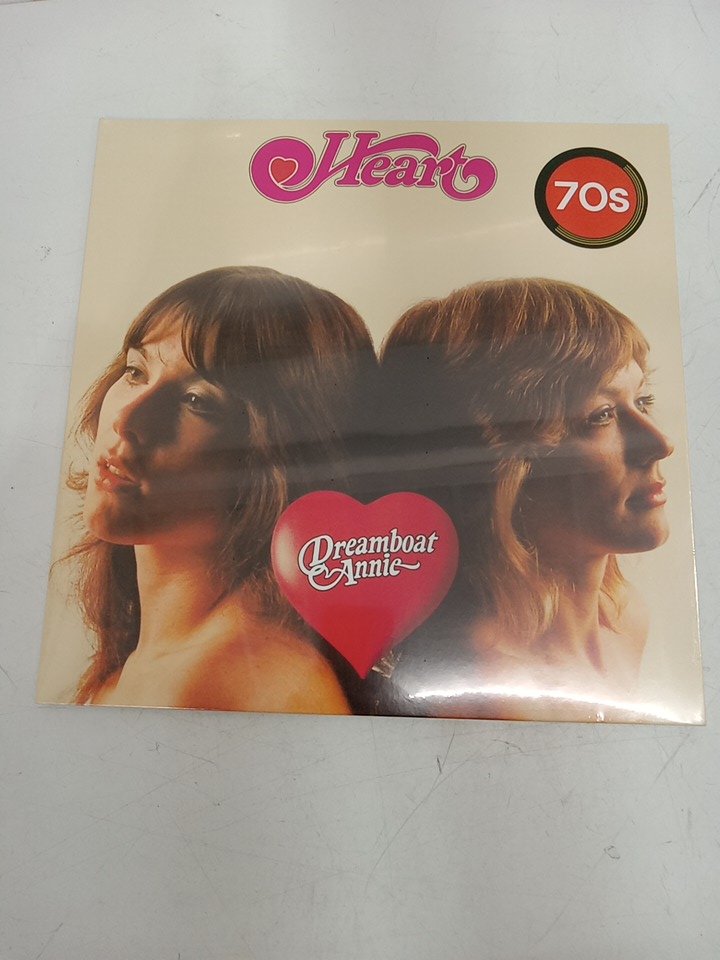 Heart
70s
Dreamboat
Annie